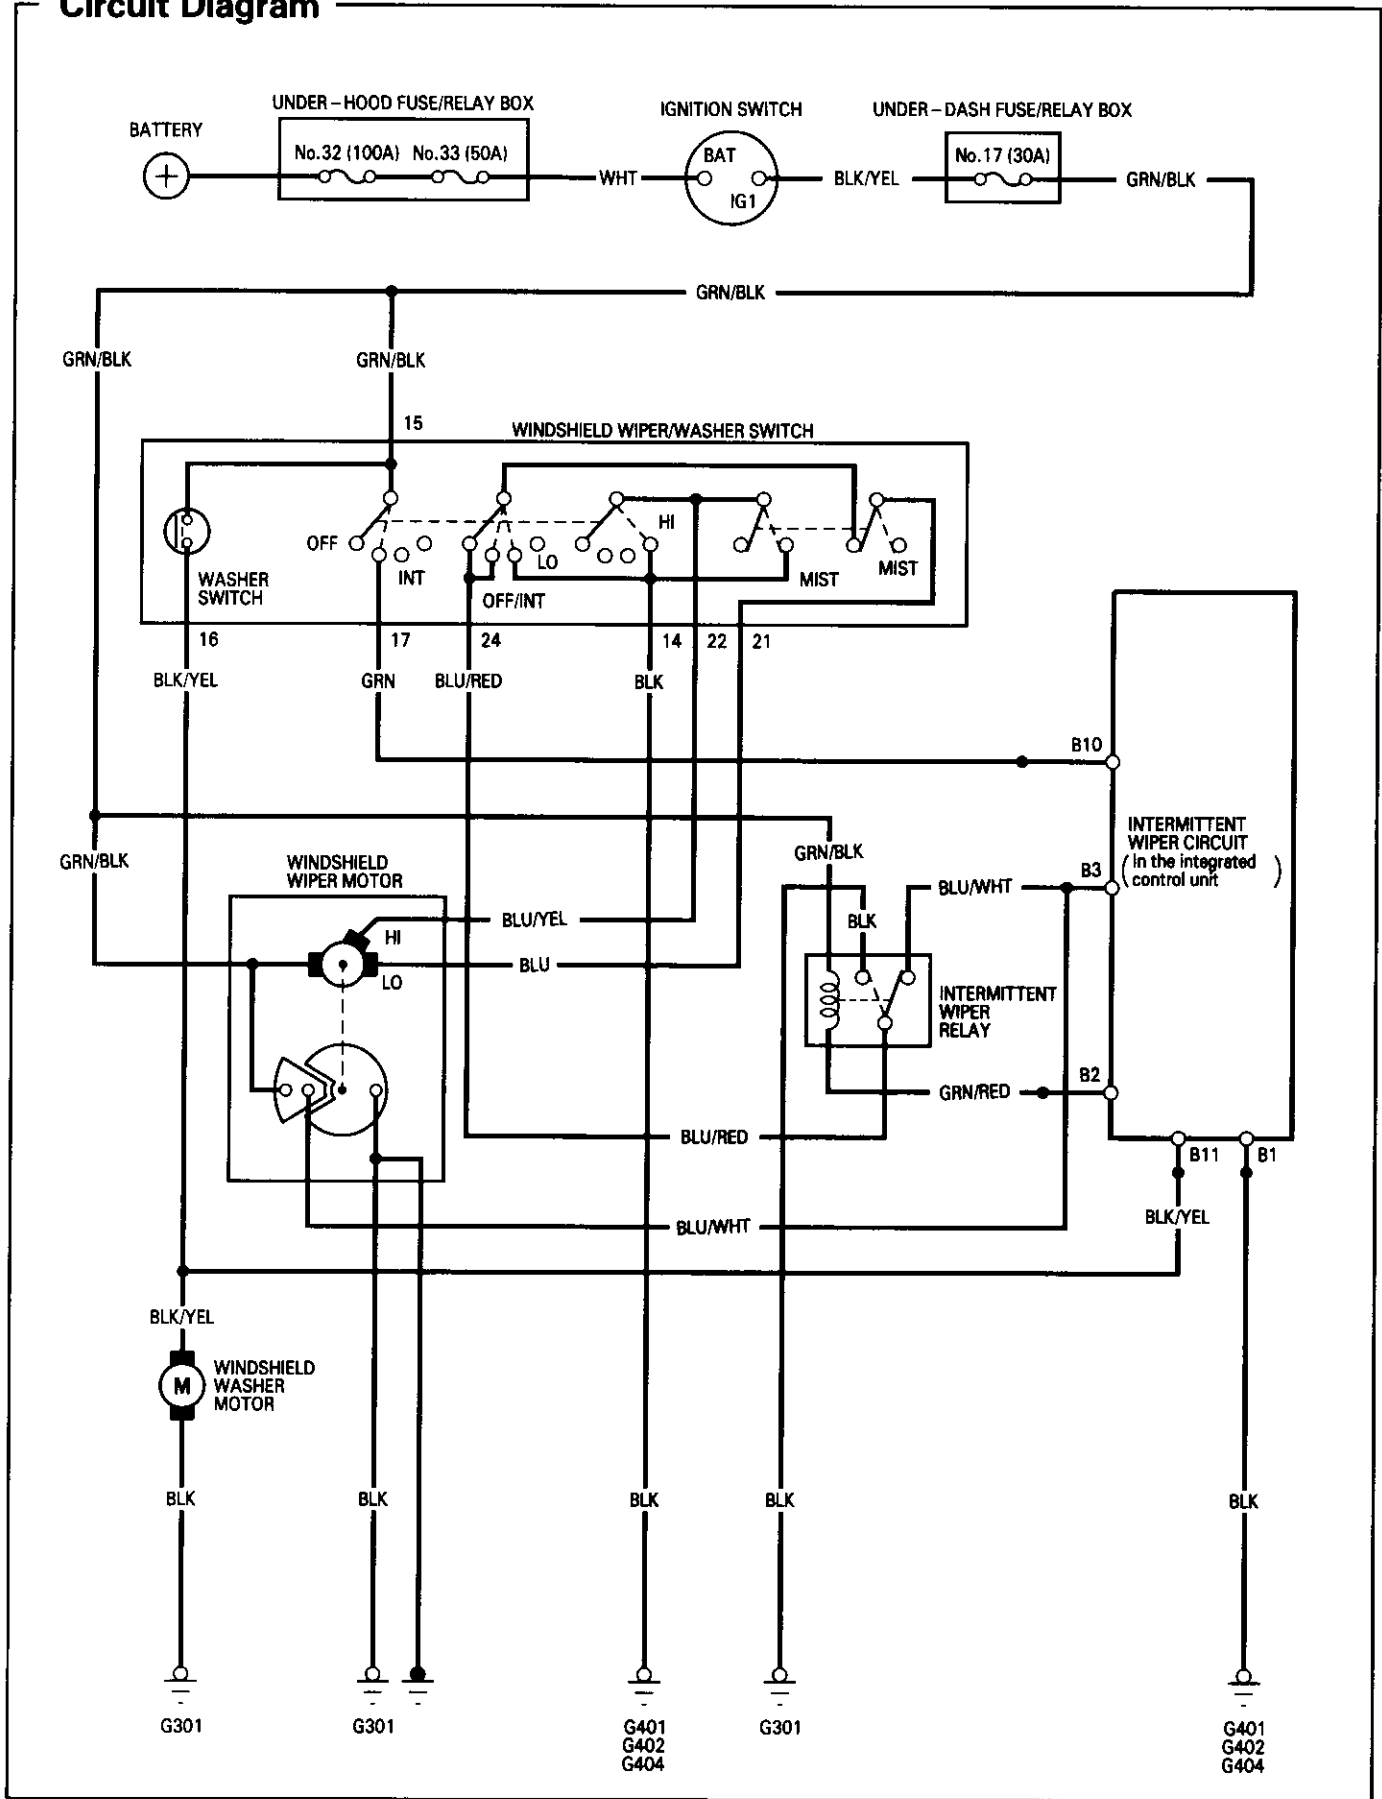 Circuit Diagram
UNDER-HOOD FUSE/RELAY BOX
IGNITION SWITCH
UNDER-DASH FUSE/RELAY BOX
BATTERY
No.32 (100A) No.33 (50A)
BAT
No.17 (30A)
+
WHT
BLK/YEL
GRN/BLK
IG1
GRN/BLK
GRN/BLK
GRN/BLK
15
WINDSHIELD WIPER/WASHER SWITCH
HI
OFF
LO
INT
MIST
MIST
WASHER
SWITCH
OFF/INT
16
17
24
14
22
21
BLK/YEL
GRN
BLU/RED
BLK
B10
INTERMITTENT
WIPER CIRCUIT
(In the integrated
control unit)
GRN/BLK
GRN/BLK
WINDSHIELD
WIPER MOTOR
B3
BLU/WHT
BLU/YEL
BLK
HI
BLU
LO
INTERMITTENT
WIPER
RELAY
B2
GRN/RED
BLU/RED
B11
B1
BLU/WHT
BLK/YEL
BLK/YEL
WINDSHIELD
WASHER
MOTOR
M
BLK
BLK
BLK
BLK
BLK
G301
G301
G401
G402
G404
G301
G401
G402
G404